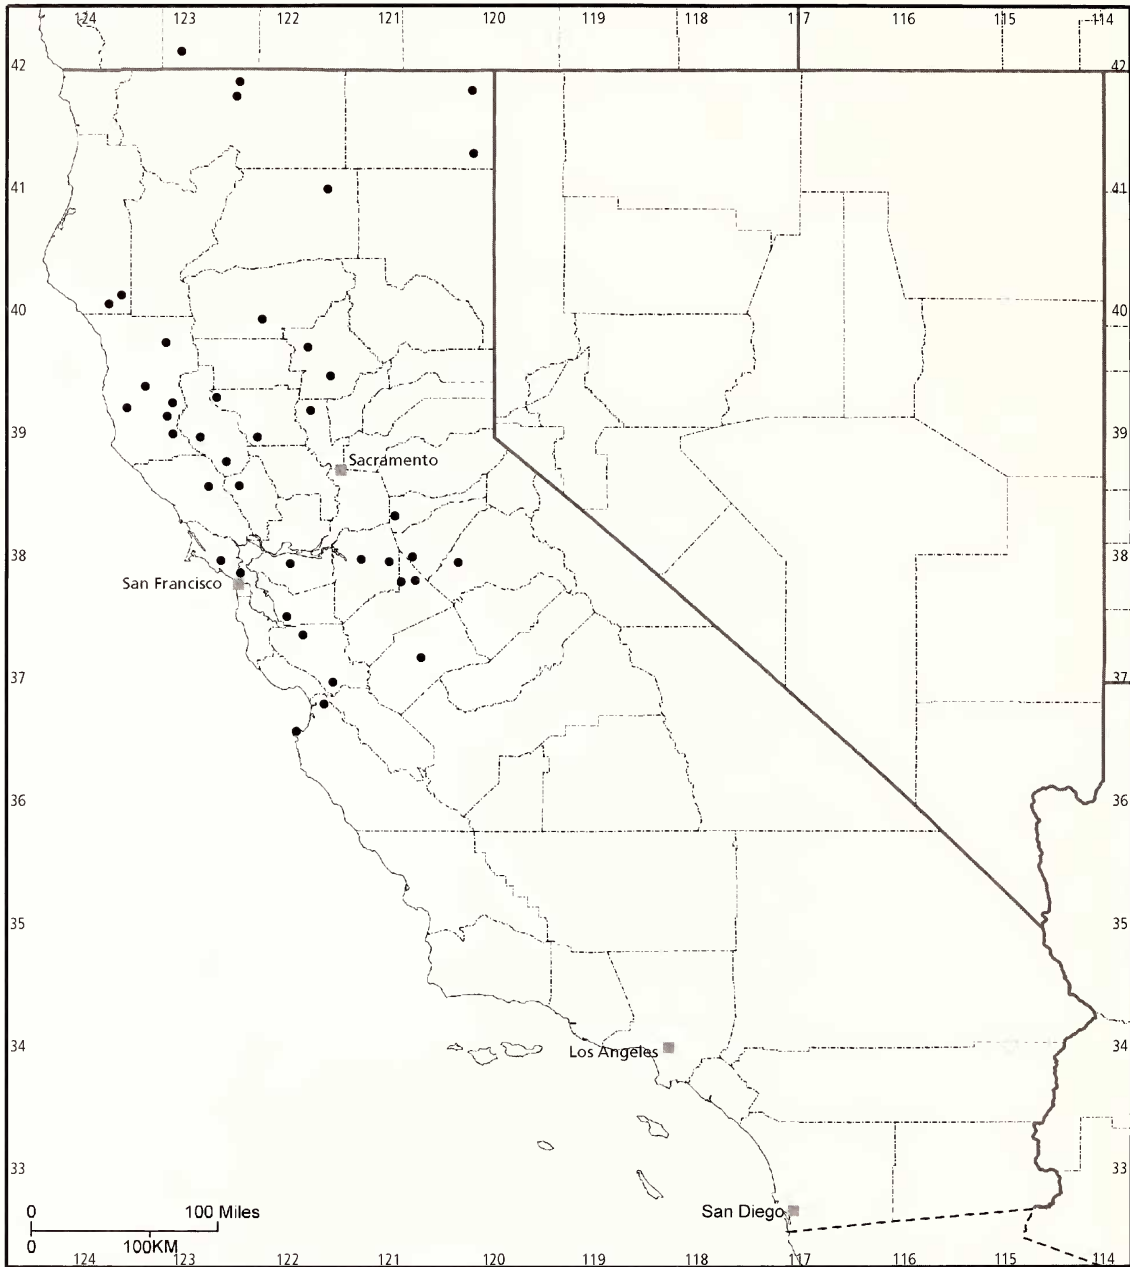 124 123 122 121 120 119 118 117 116 115 114
42 42
41 41
40 40
39 39
Sacramento
38 38
San Francisco
37 37
36 36
35 35
34 34
Los Angeles
33 33
0 100 Miles
San Diego
0 100KM
124 123 122 121 120 119 118 117 116 115 114